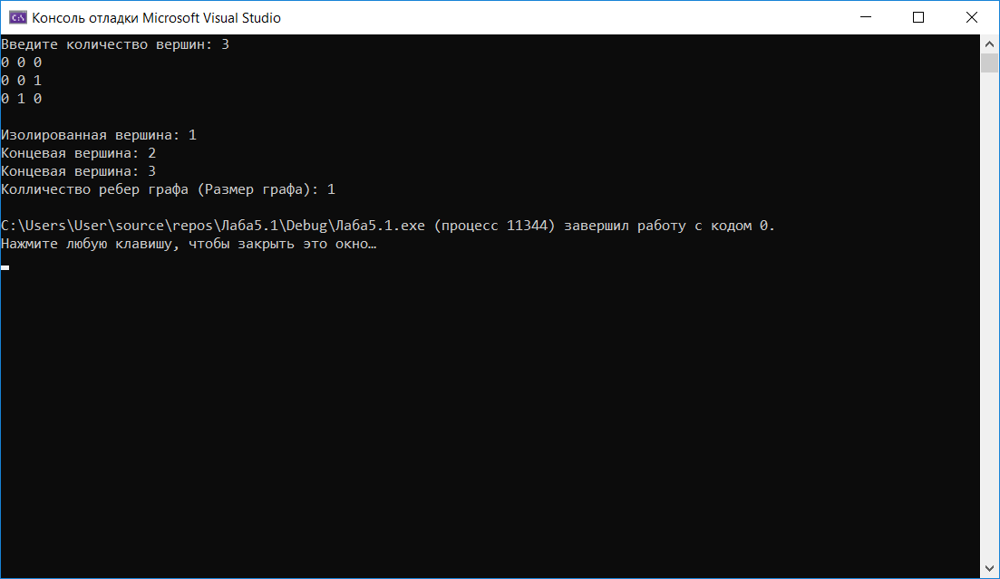 Консоль отладки Microsoft Visual Studio
Введите количество вершин: 3
0 0 0
0 0 1
0 1 0
Изолированная вершина: 1
Концевая вершина: 2
Концевая вершина: 3
Колличество ребер графа (Размер графа): 1
C:\Users\User\source\repos\Лаба5.1\Debug\Лаба5.1.exe (процесс 11344) завершил работу с кодом 0.
Нажмите любую клавишу, чтобы закрыть это окно…